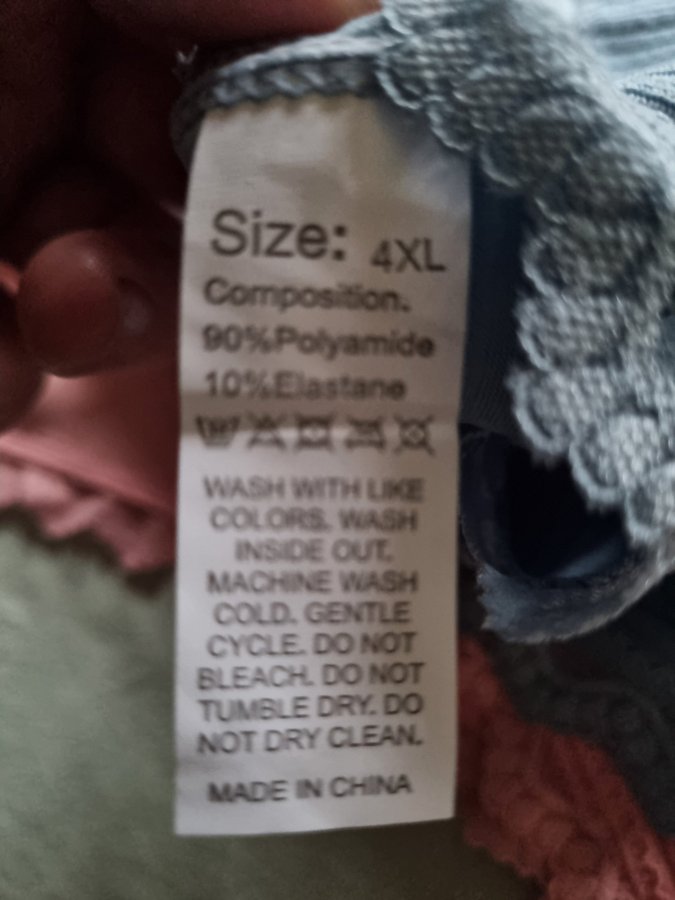 Size: 4XL
Composition.
90%Polyamide
10%Elastane
WASH WITH LIKE
COLORS. WASH
INSIDE OUT.
MACHINE WASH
COLD. GENTLE
CYCLE. DO NOT
BLEACH. DO NOT
TUMBLE DRY. DO
NOT DRY CLEAN.
MADE IN CHINA